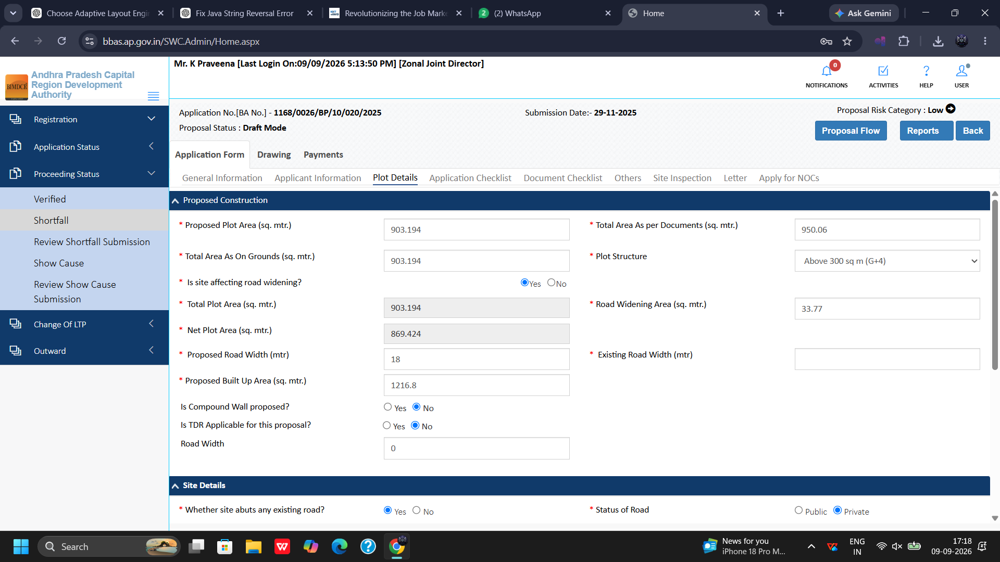 Choose Adaptive Layout Engi
Fix Java String Reversal Error
Revolutionizing the Job Marke
2
(2) WhatsApp
Home
Ask Gemini
bbas.ap.gov.in/SWC.Admin/Home.aspx
BIMDCR
Andhra Pradesh Capital
Region Development
Authority
Mr. K Praveena [Last Login On:09/09/2026 5:13:50 PM] [Zonal Joint Director]
0
NOTIFICATIONS
ACTIVITIES
HELP
USER
Registration
Application Status
Proceeding Status
Verified
Shortfall
Review Shortfall Submission
Show Cause
Review Show Cause
Submission
Change Of LTP
Outward
Application No.[BA No.] - 1168/0026/BP/10/020/2025
Submission Date:- 29-11-2025
Proposal Risk Category : Low
Proposal Status : Draft Mode
Proposal Flow
Reports
Back
Application Form
Drawing
Payments
General Information
Applicant Information
Plot Details
Application Checklist
Document Checklist
Others
Site Inspection
Letter
Apply for NOCs
Proposed Construction
* Proposed Plot Area (sq. mtr.)
903.194
* Total Area As per Documents (sq. mtr.)
950.06
* Total Area As On Grounds (sq. mtr.)
903.194
* Plot Structure
Above 300 sq m (G+4)
* Is site affecting road widening?
Yes No
* Total Plot Area (sq. mtr.)
903.194
* Road Widening Area (sq. mtr.)
33.77
* Net Plot Area (sq. mtr.)
869.424
* Proposed Road Width (mtr)
18
* Existing Road Width (mtr)
* Proposed Built Up Area (sq. mtr.)
1216.8
Is Compound Wall proposed?
Yes No
Is TDR Applicable for this proposal?
Yes No
Road Width
0
Site Details
* Whether site abuts any existing road?
Yes No
* Status of Road
Public Private
Search
News for you
iPhone 18 Pro M...
ENG
IN
17:18
09-09-2026